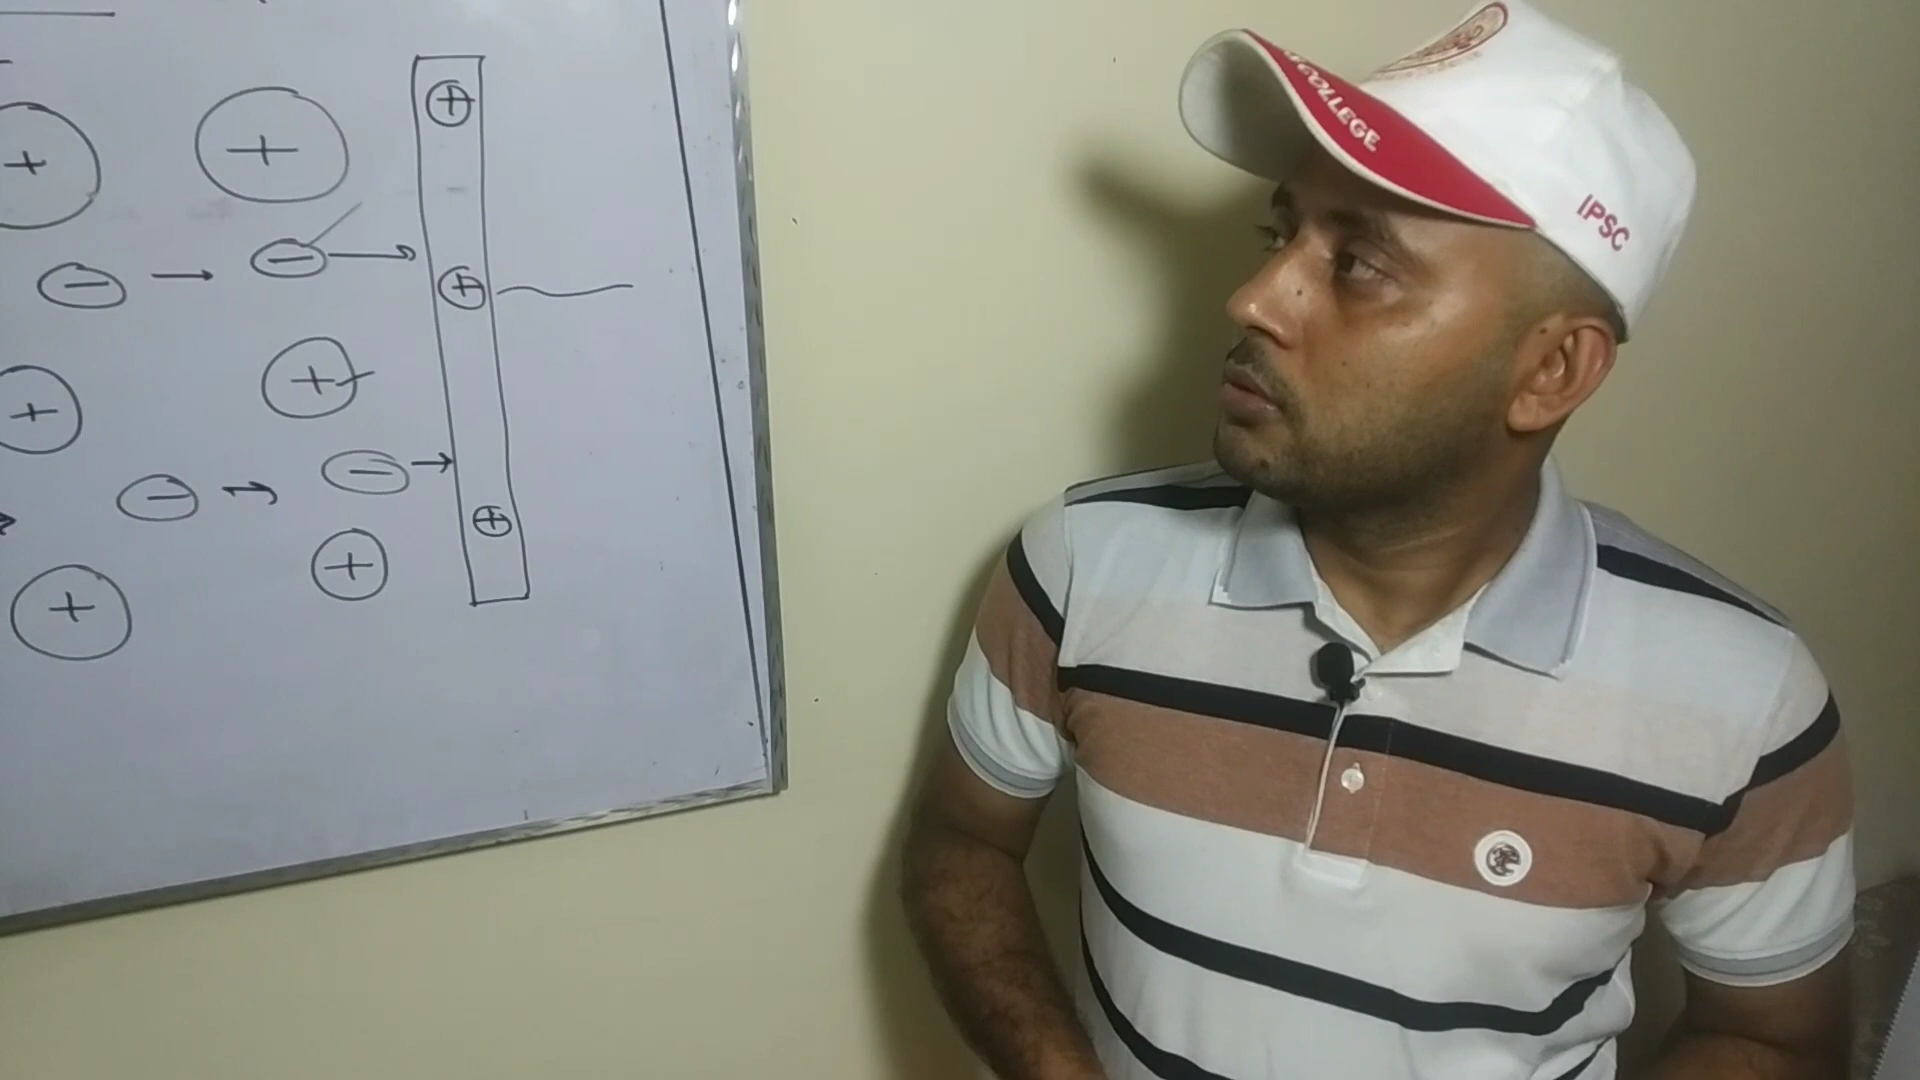 COLLEGE
IPSC
+ + +
- → - → +
+ +
- → - →
+ + +